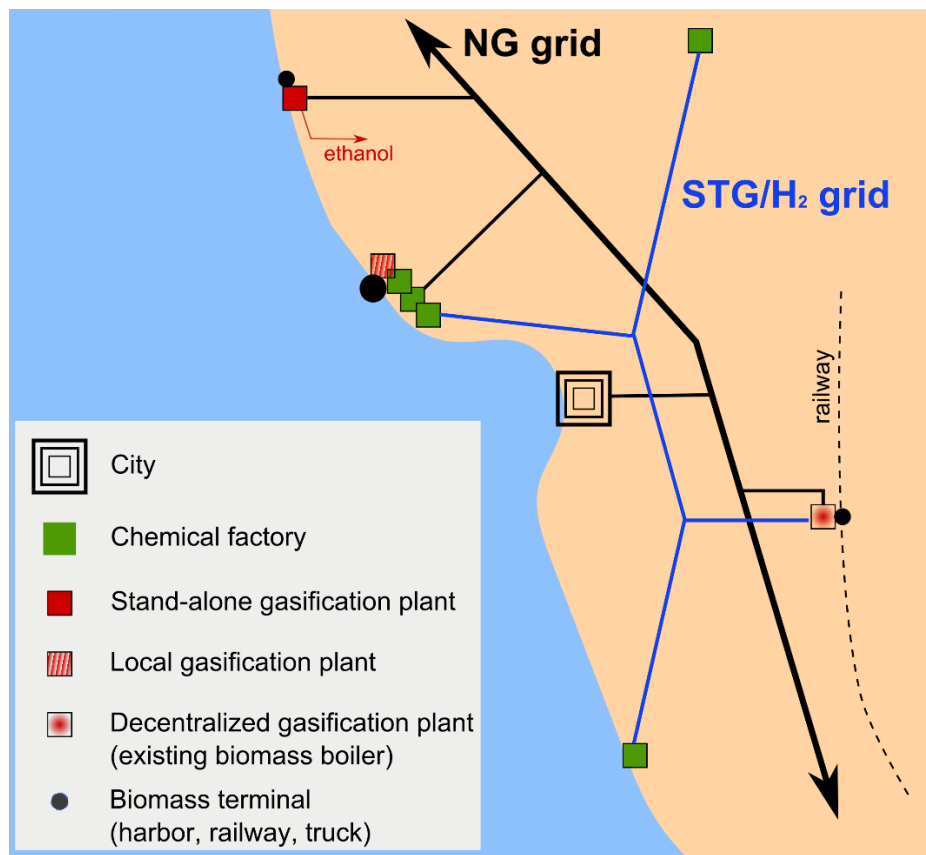 NG grid
ethanol
STG/H₂ grid
railway
City
Chemical factory
Stand-alone gasification plant
Local gasification plant
Decentralized gasification plant
(existing biomass boiler)
Biomass terminal
(harbor, railway, truck)